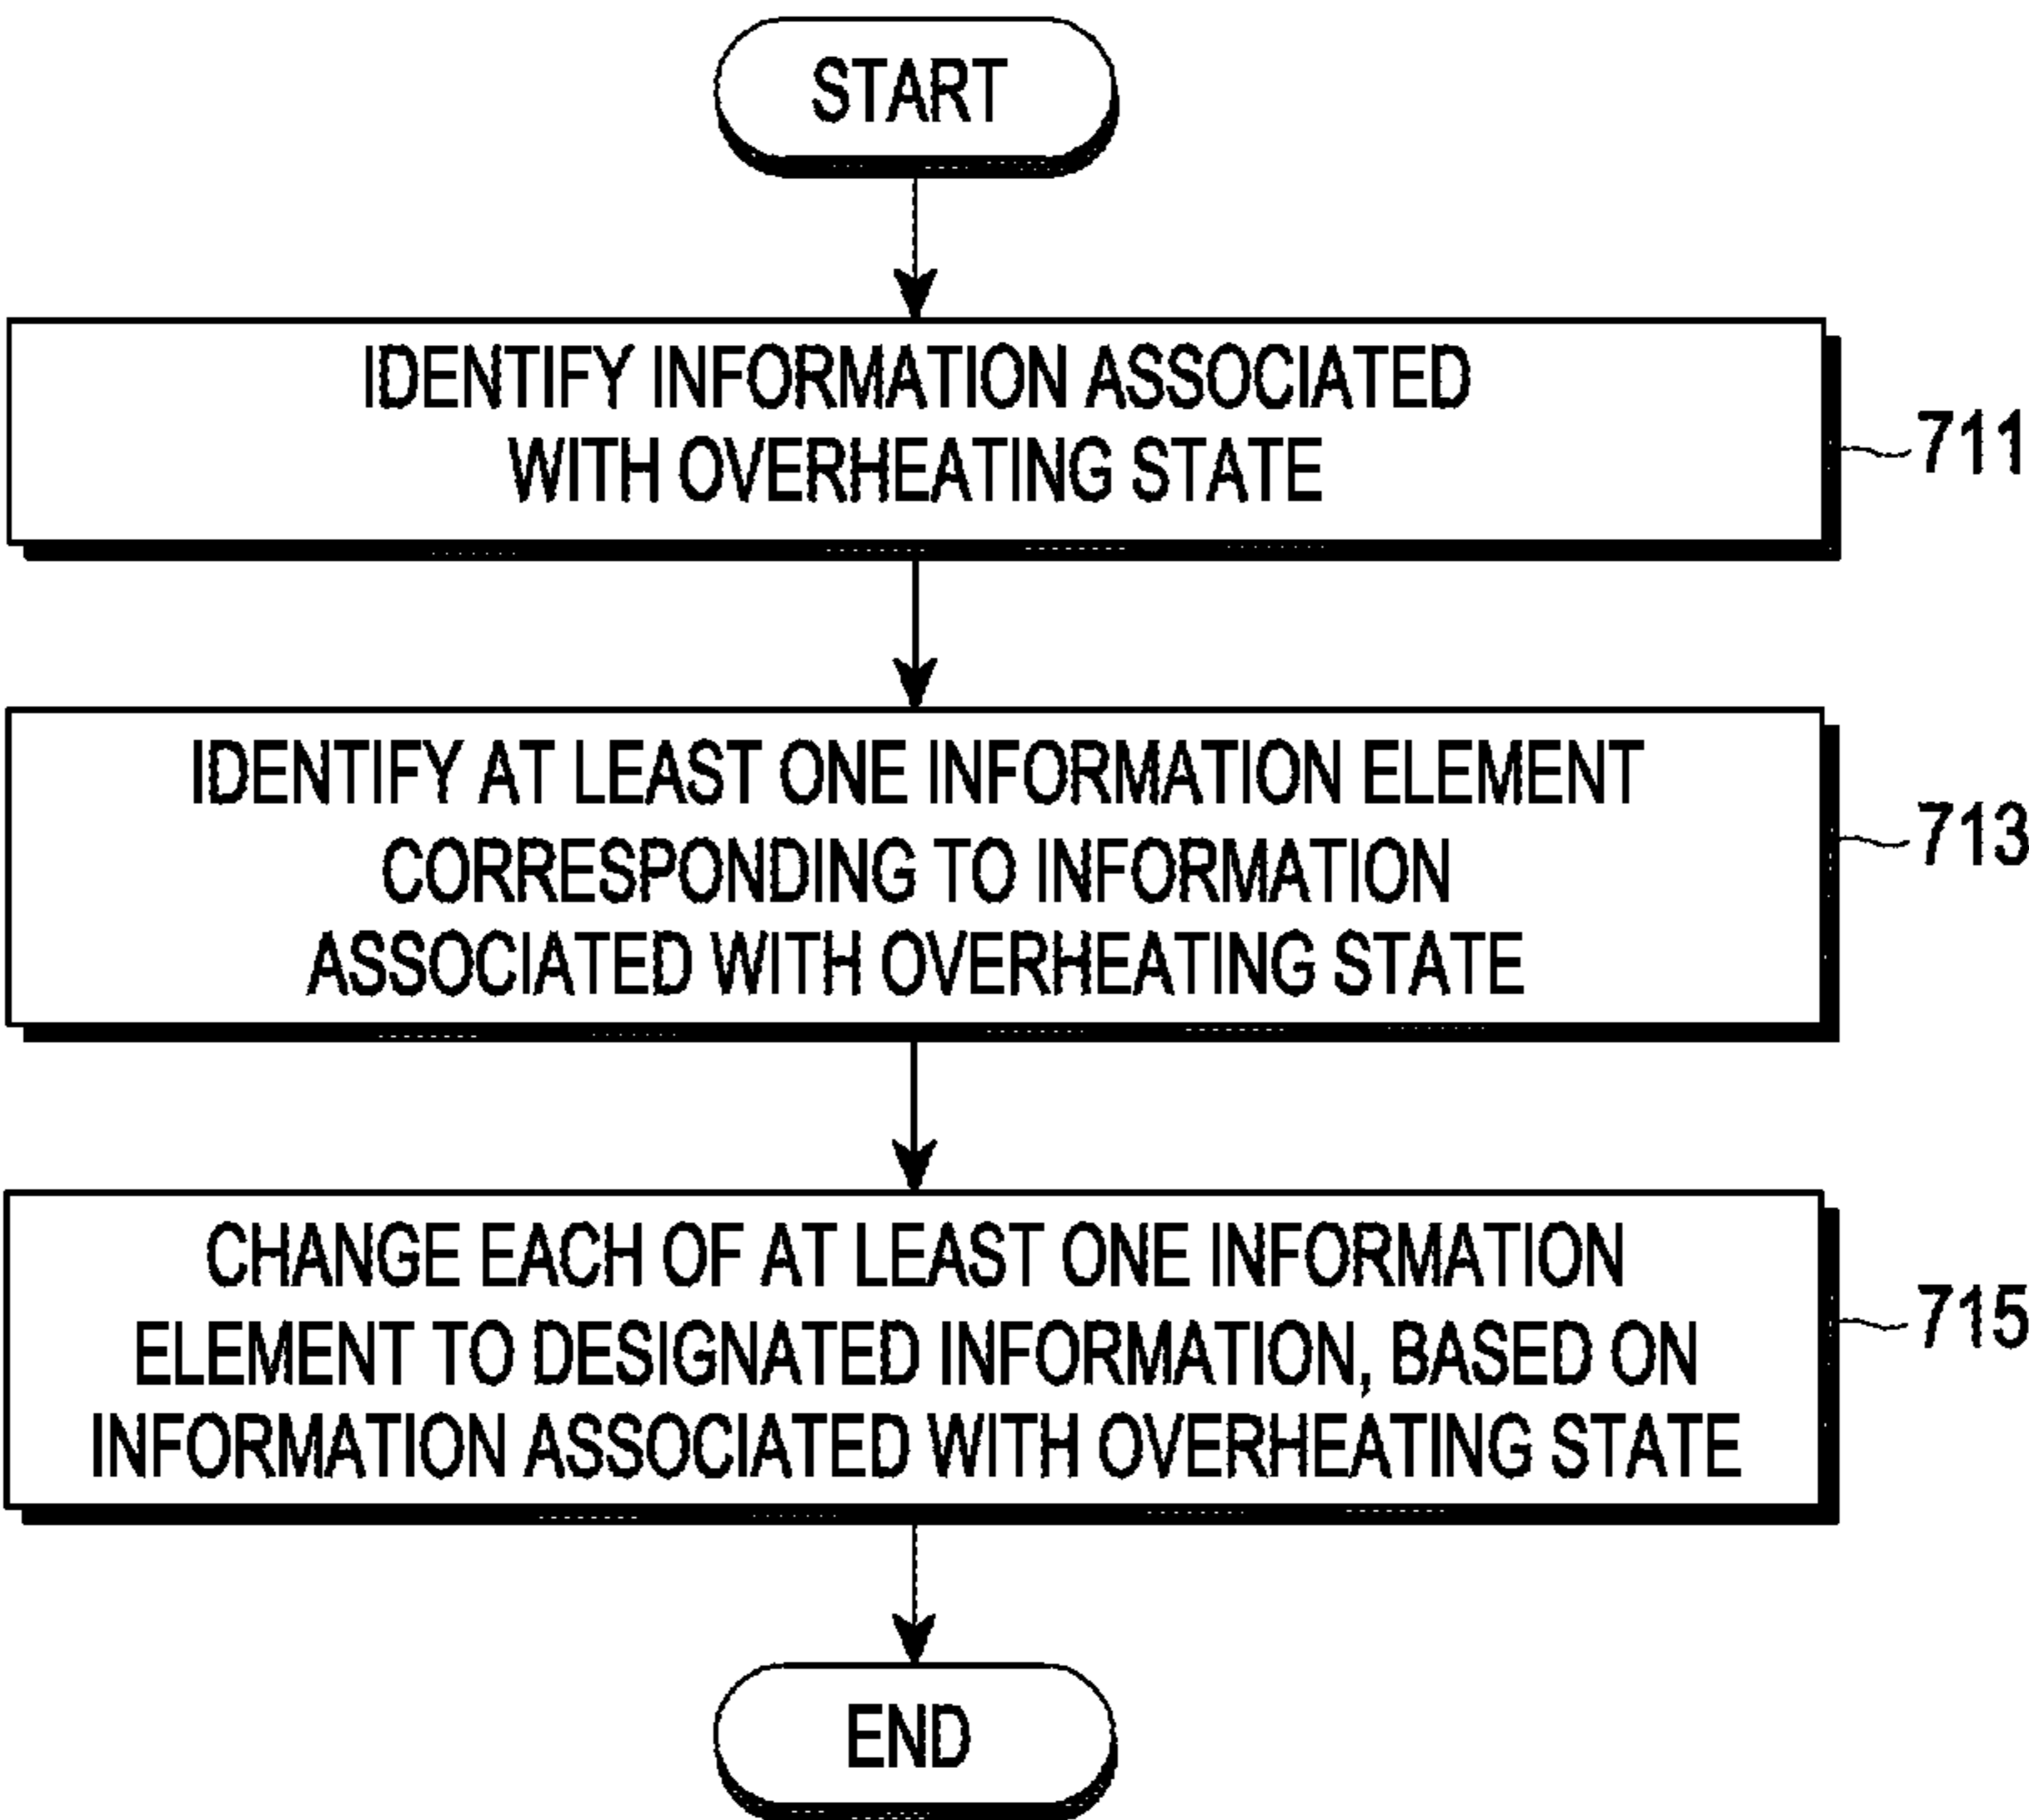 START
IDENTIFY INFORMATION ASSOCIATED
WITH OVERHEATING STATE
711
IDENTIFY AT LEAST ONE INFORMATION ELEMENT
CORRESPONDING TO INFORMATION
ASSOCIATED WITH OVERHEATING STATE
713
CHANGE EACH OF AT LEAST ONE INFORMATION
ELEMENT TO DESIGNATED INFORMATION, BASED ON
INFORMATION ASSOCIATED WITH OVERHEATING STATE
715
END